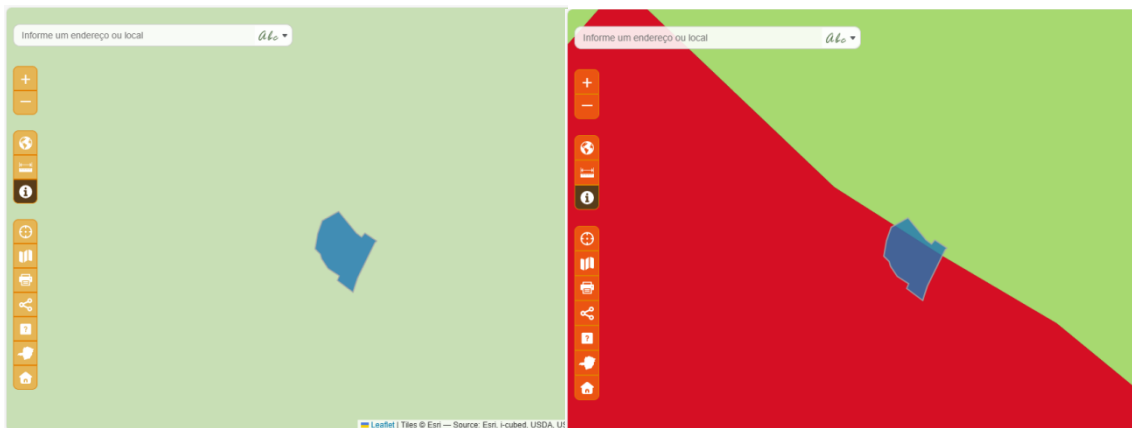 Informe um endereço ou local
Abc
Informe um endereço ou local
Abc
Leaflet | Tiles © Esri — Source: Esri, i-cubed, USDA, US